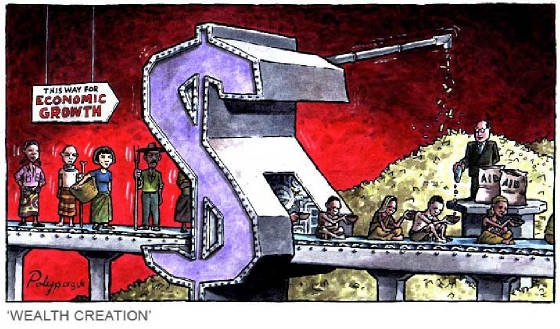 THIS WAY FOR
ECONOMIC
GROWTH
$
AID
AID
Polyp.org.uk
'WEALTH CREATION'